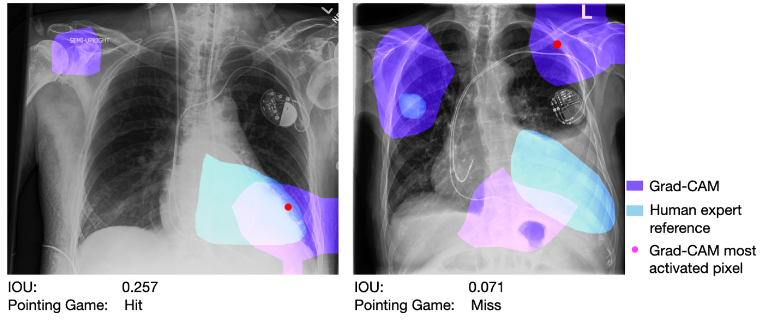 L
SEMI-UPRIGHT
L
Grad-CAM
Human expert
reference
Grad-CAM most
activated pixel
IOU: 0.257
Pointing Game: Hit
IOU: 0.071
Pointing Game: Miss